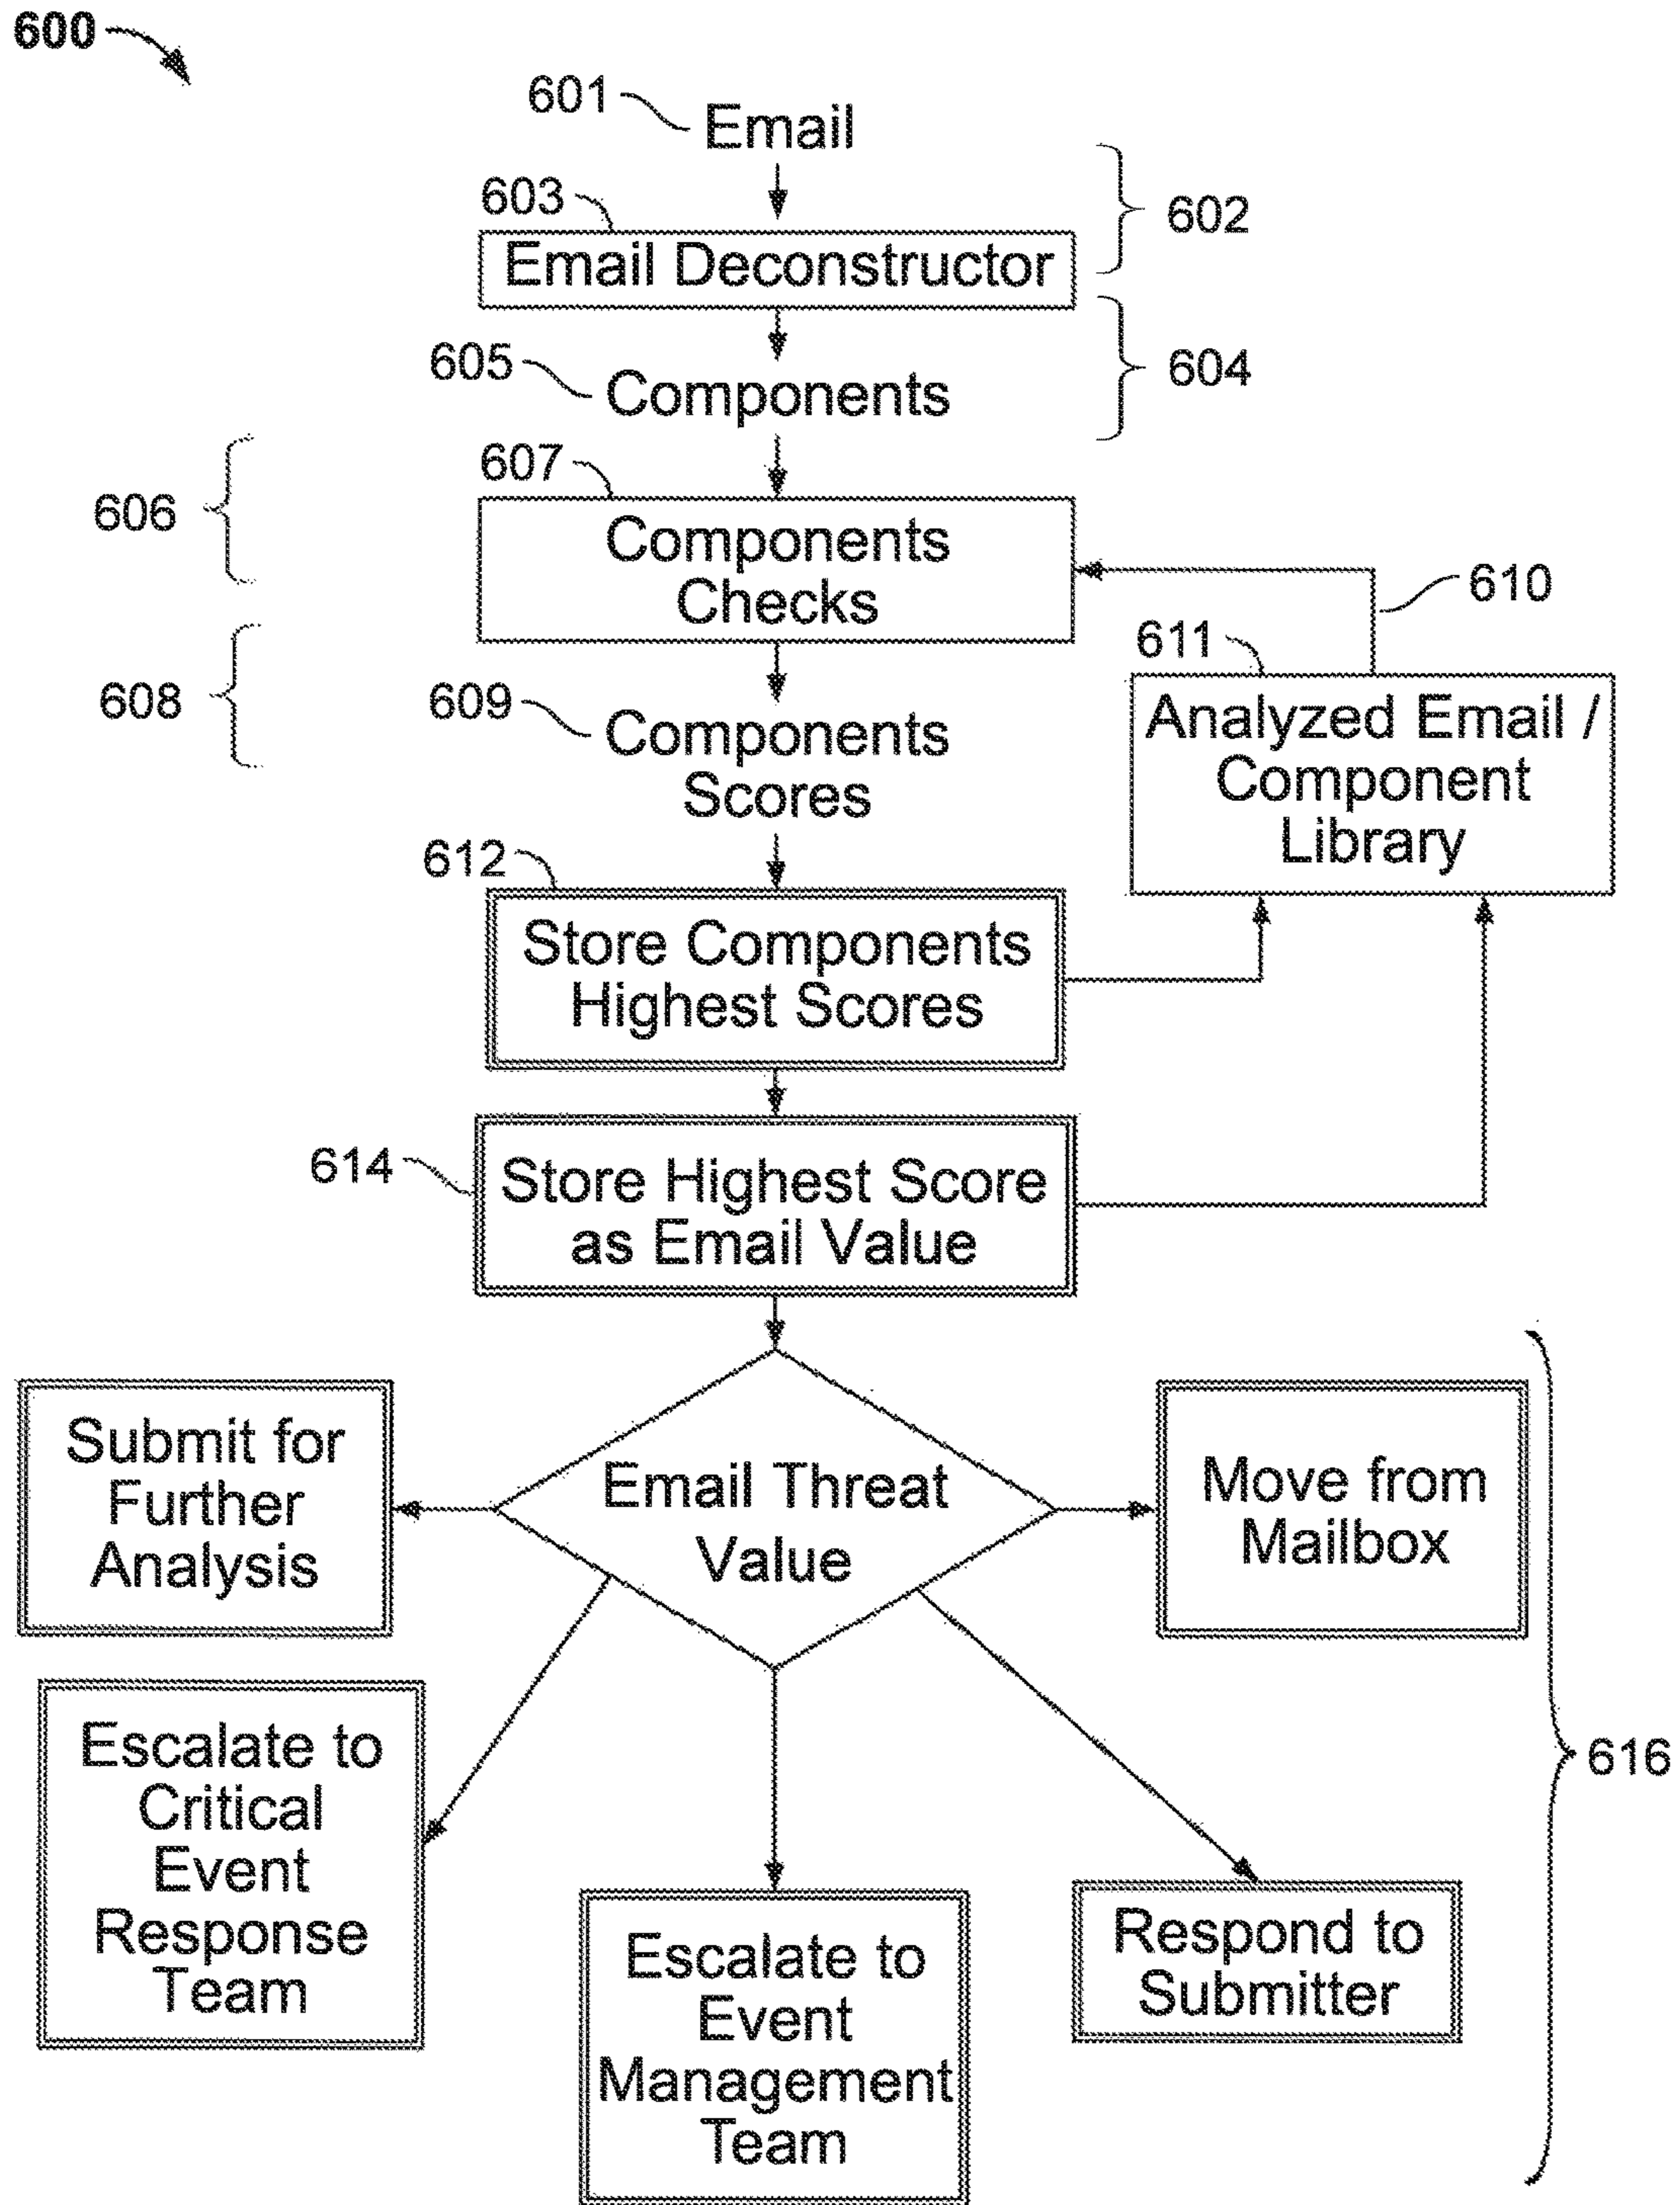 600
601
Email
602
603
Email Deconstructor
604
605
Components
606
607
Components
Checks
610
608
609
Components
Scores
611
Analyzed Email /
Component
Library
612
Store Components
Highest Scores
614
Store Highest Score
as Email Value
Email Threat
Value
Submit for
Further
Analysis
Move from
Mailbox
616
Escalate to
Critical
Event
Response
Team
Escalate to
Event
Management
Team
Respond to
Submitter